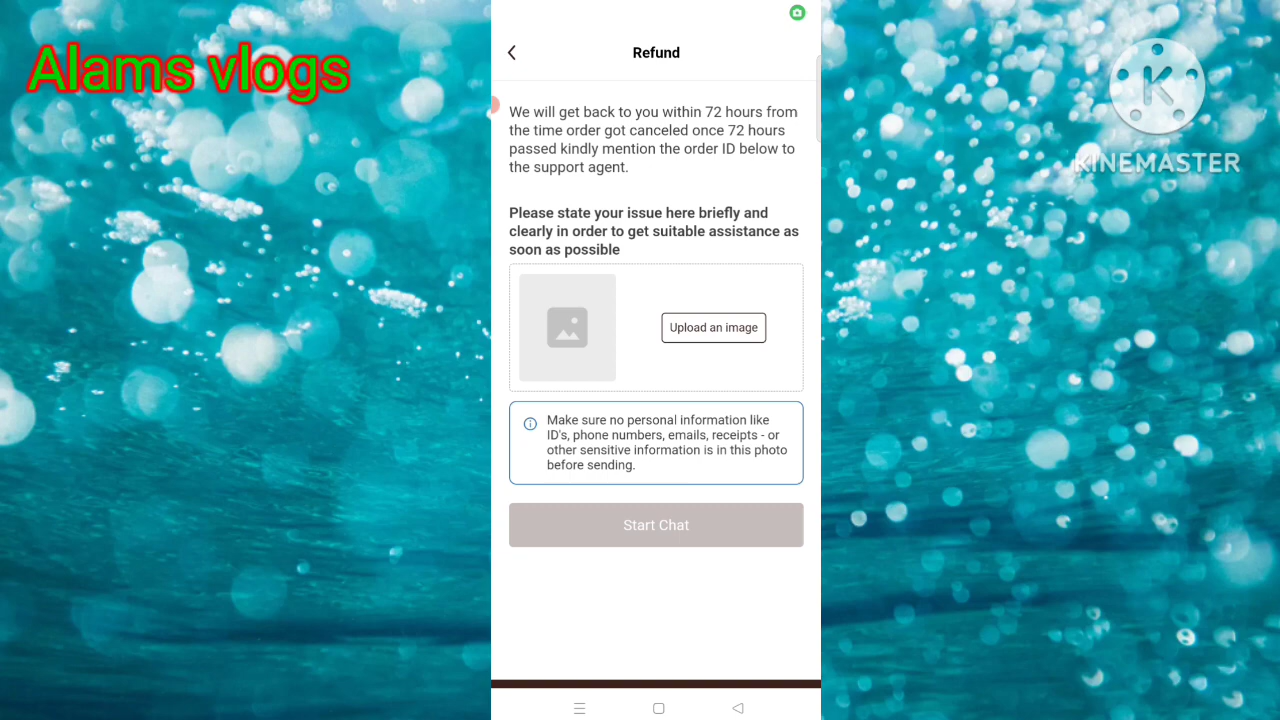 Alams vlogs
KINEMASTER
Refund
We will get back to you within 72 hours from
the time order got canceled once 72 hours
passed kindly mention the order ID below to
the support agent.
Please state your issue here briefly and
clearly in order to get suitable assistance as
soon as possible
Upload an image
Make sure no personal information like
ID's, phone numbers, emails, receipts - or
other sensitive information is in this photo
before sending.
Start Chat